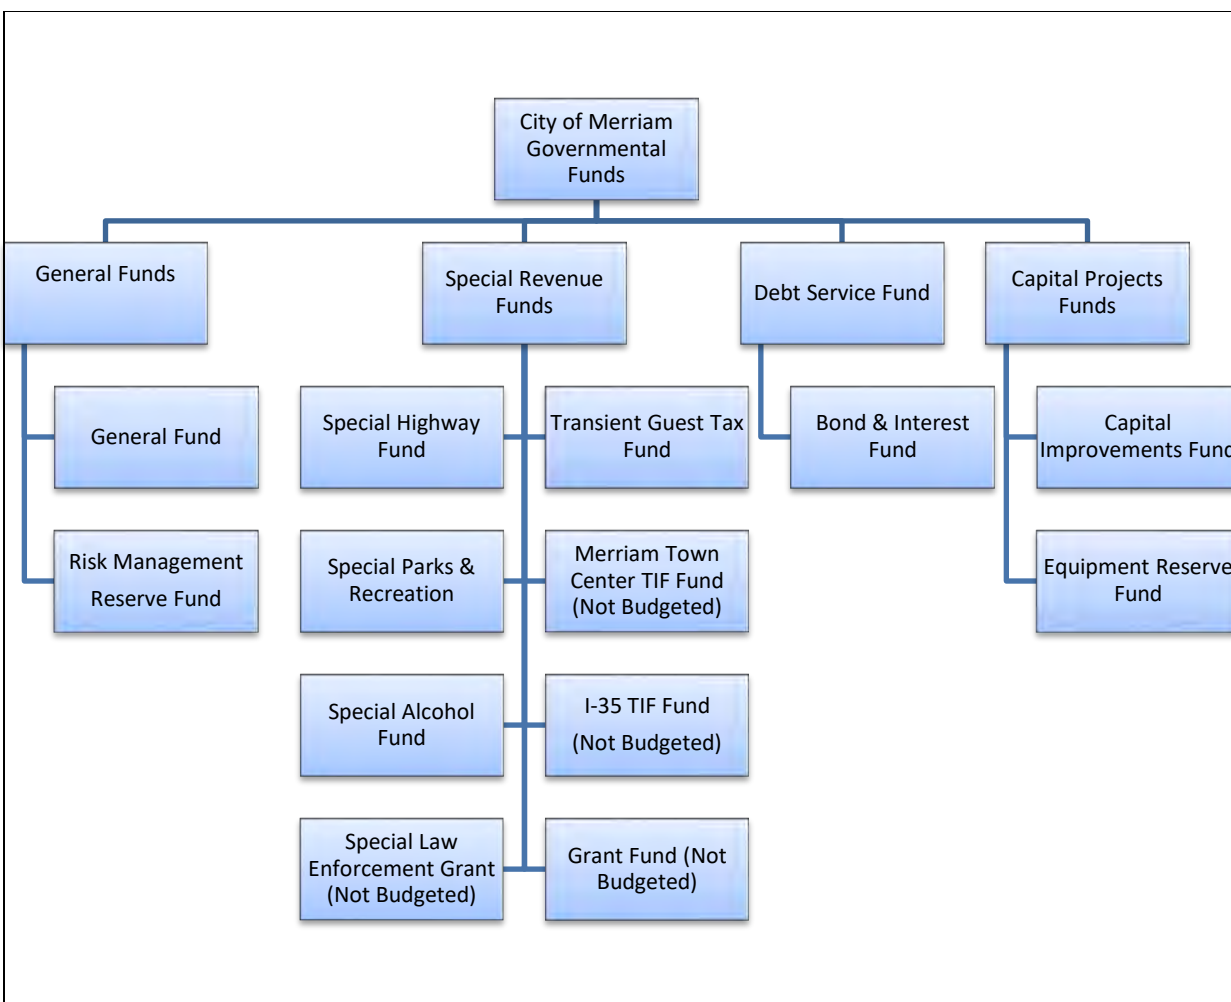 City of Merriam
Governmental
Funds
General Funds
Special Revenue
Funds
Debt Service Fund
Capital Projects
Funds
General Fund
Special Highway
Fund
Transient Guest Tax
Fund
Bond & Interest
Fund
Capital
Improvements Fund
Risk Management
Reserve Fund
Special Parks &
Recreation
Merriam Town
Center TIF Fund
(Not Budgeted)
Equipment Reserve
Fund
Special Alcohol
Fund
I-35 TIF Fund
(Not Budgeted)
Special Law
Enforcement Grant
(Not Budgeted)
Grant Fund (Not
Budgeted)